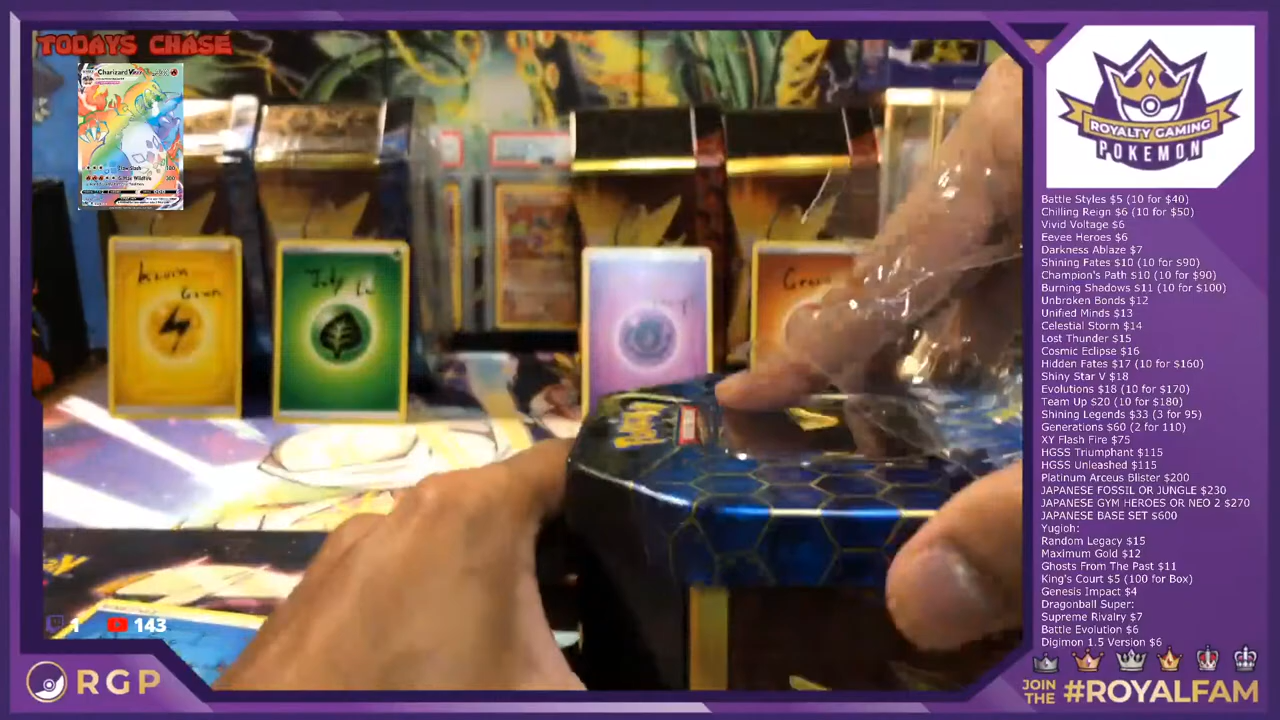 TODAYS CHASE
Charizard
ROYALTY GAMING
POKEMON
Battle Styles $5 (10 for $40)
Chilling Reign $6 (10 for $50)
Vivid Voltage $6
Eevee Heroes $6
Darkness Ablaze $7
Shining Fates $10 (10 for $90)
Champion's Path $10 (10 for $90)
Burning Shadows $11 (10 for $100)
Unbroken Bonds $12
Unified Minds $13
Celestial Storm $14
Lost Thunder $15
Cosmic Eclipse $16
Hidden Fates $17 (10 for $160)
Shiny Star V $18
Evolutions $18 (10 for $170)
Team Up $20 (10 for $180)
Shining Legends $33 (3 for 95)
Generations $60 (2 for 110)
XY Flash Fire $75
HGSS Triumphant $115
HGSS Unleashed $115
Platinum Arceus Blister $200
JAPANESE FOSSIL OR JUNGLE $230
JAPANESE GYM HEROES OR NEO 2 $270
JAPANESE BASE SET $600
Yugioh:
Random Legacy $15
Maximum Gold $12
Ghosts From The Past $11
King's Court $5 (100 for Box)
Genesis Impact $4
Dragonball Super:
Supreme Rivalry $7
Battle Evolution $6
Digimon 1.5 Version $6
1 143
RGP
JOIN
THE #ROYALFAM